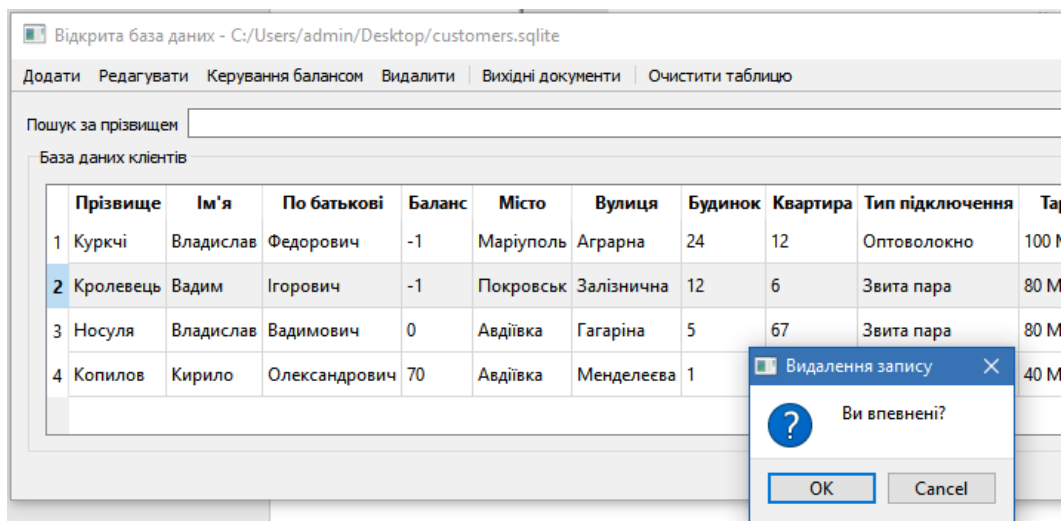 Відкрита база даних - C:/Users/admin/Desktop/customers.sqlite
Додати Редагувати Керування балансом Видалити Вихідні документи Очистити таблицю
Пошук за прізвищем
База даних клієнтів
Прізвище Ім'я По батькові Баланс Місто Вулиця Будинок Квартира Тип підключення Тар
1 Куркчі Владислав Федорович -1 Маріуполь Аграрна 24 12 Оптоволокно 100 М
2 Кролевець Вадим Ігорович -1 Покровськ Залізнична 12 6 Звита пара 80 М
3 Носуля Владислав Вадимович 0 Авдіївка Гагаріна 5 67 Звита пара 80 М
4 Копилов Кирило Олександрович 70 Авдіївка Менделеєва 1 40 М
Видалення запису
Ви впевнені?
OK Cancel